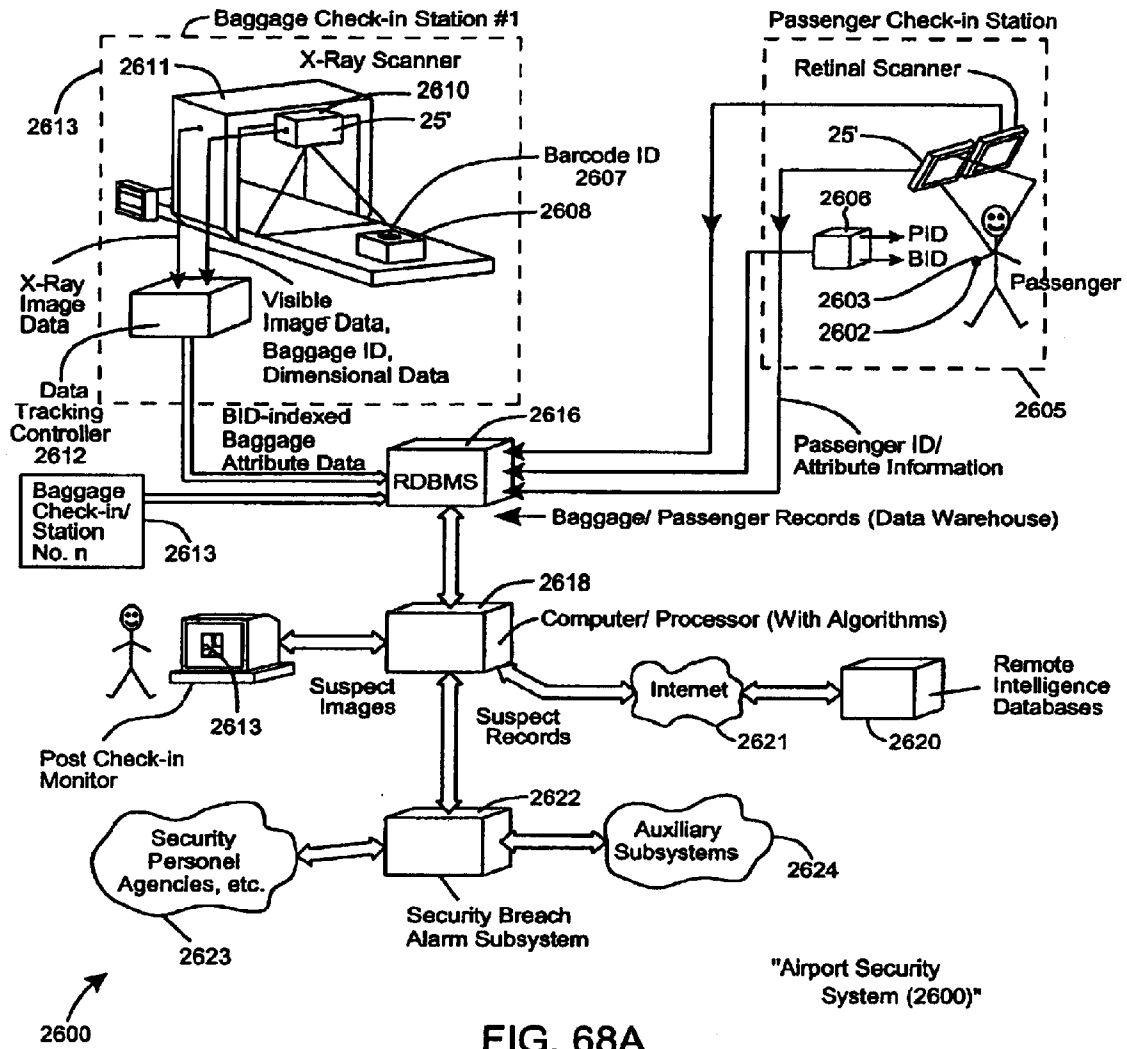 Baggage Check-in Station #1
Passenger Check-in Station
X-Ray Scanner
Retinal Scanner
2611
2610
2613
25'
25'
Barcode ID
2607
2608
2606
PID
BID
Passenger
2603
2602
X-Ray
Image
Data
Visible
Image Data,
Baggage ID,
Dimensional Data
Data
Tracking
Controller
2612
2605
BID-indexed
Baggage
Attribute Data
2616
RDBMS
Passenger ID/
Attribute Information
Baggage
Check-in/
Station
No. n
2613
Baggage/ Passenger Records (Data Warehouse)
2618
Computer/ Processor (With Algorithms)
Suspect
Images
2613
Post Check-in
Monitor
Suspect
Records
Internet
2621
2620
Remote
Intelligence
Databases
2622
Security
Personel
Agencies, etc.
2623
Auxiliary
Subsystems
2624
Security Breach
Alarm Subsystem
"Airport Security
System (2600)"
2600
FIG. 68A